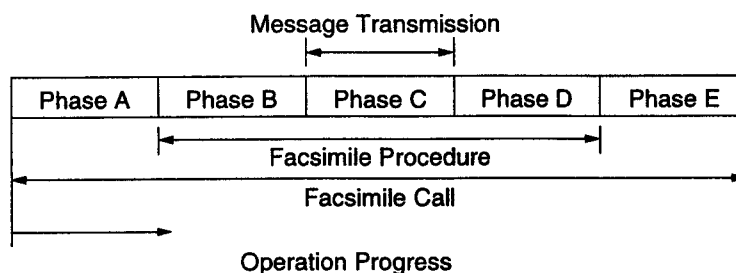 Message Transmission
Phase A Phase B Phase C Phase D Phase E
Facsimile Procedure
Facsimile Call
Operation Progress